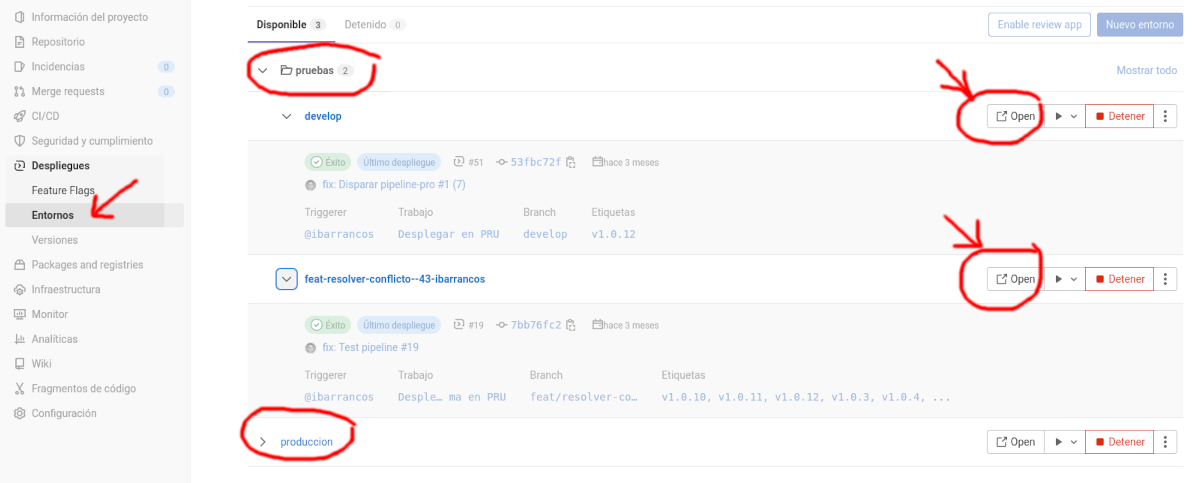 Información del proyecto
Repositorio
Incidencias 0
Merge requests 0
CI/CD
Seguridad y cumplimiento
Despliegues
Feature Flags
Entornos
Versiones
Packages and registries
Infraestructura
Monitor
Analíticas
Wiki
Fragmentos de código
Configuración
Disponible 3 Detenido 0 Enable review app Nuevo entorno
pruebas 2 Mostrar todo
develop Open Detener
Éxito Último despliegue #51 53fbc72f hace 3 meses
fix: Disparar pipeline-pro #1 (7)
Triggerer Trabajo Branch Etiquetas
@ibarrancos Desplegar en PRU develop v1.0.12
feat-resolver-conflicto--43-ibarrancos Open Detener
Éxito Último despliegue #19 7bb76fc2 hace 3 meses
fix: Test pipeline #19
Triggerer Trabajo Branch Etiquetas
@ibarrancos Desple… ma en PRU feat/resolver-co… v1.0.10, v1.0.11, v1.0.12, v1.0.3, v1.0.4, ...
produccion Open Detener